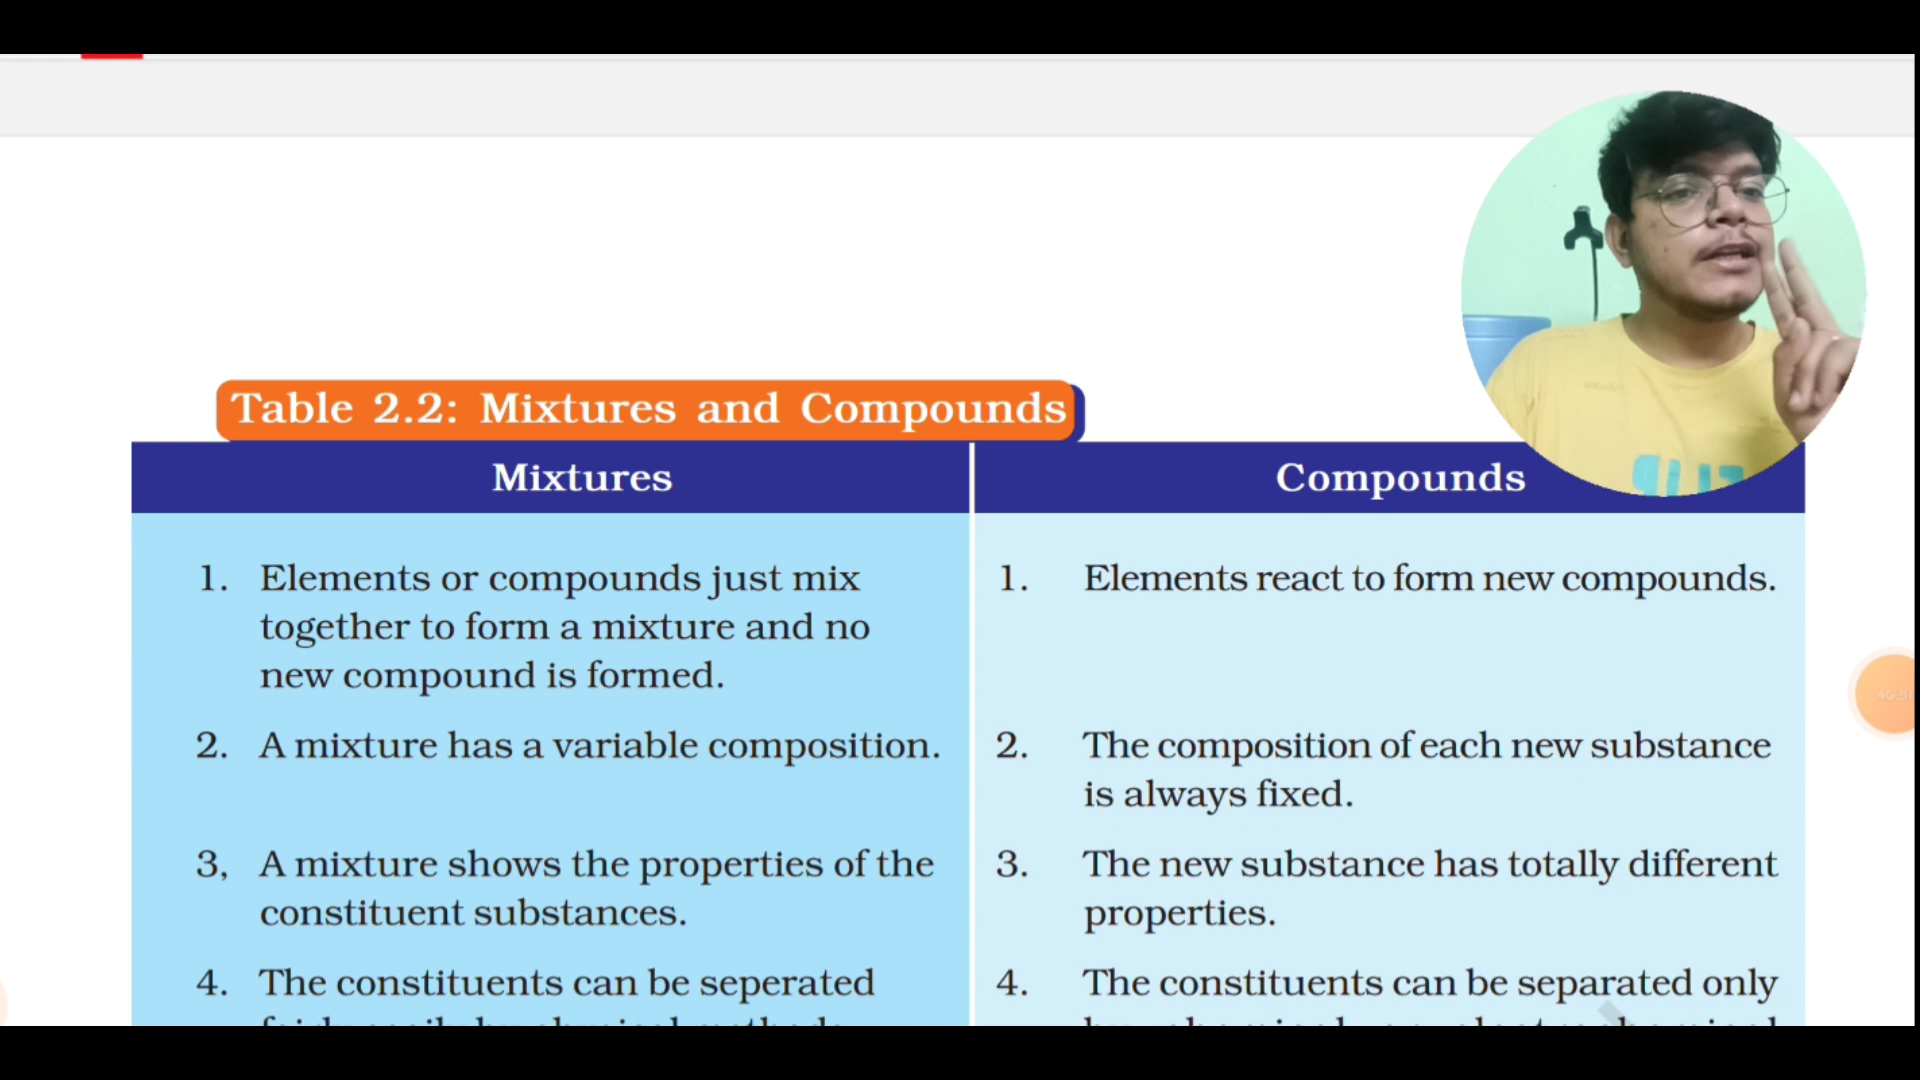 Table 2.2: Mixtures and Compounds
Mixtures
Compounds
1. Elements or compounds just mix
together to form a mixture and no
new compound is formed.
1. Elements react to form new compounds.
2. A mixture has a variable composition.
2. The composition of each new substance
is always fixed.
3, A mixture shows the properties of the
constituent substances.
3. The new substance has totally different
properties.
4. The constituents can be seperated
4. The constituents can be separated only